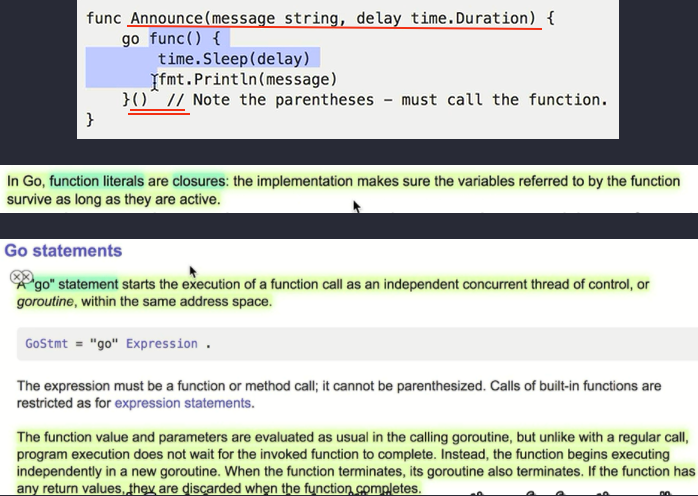 func Announce(message string, delay time.Duration) {
go func() {
time.Sleep(delay)
fmt.Println(message)
}()  // Note the parentheses – must call the function.
}
In Go, function literals are closures: the implementation makes sure the variables referred to by the function
survive as long as they are active.
Go statements
A "go" statement starts the execution of a function call as an independent concurrent thread of control, or
goroutine, within the same address space.
GoStmt = "go" Expression .
The expression must be a function or method call; it cannot be parenthesized. Calls of built-in functions are
restricted as for expression statements.
The function value and parameters are evaluated as usual in the calling goroutine, but unlike with a regular call,
program execution does not wait for the invoked function to complete. Instead, the function begins executing
independently in a new goroutine. When the function terminates, its goroutine also terminates. If the function has
any return values, they are discarded when the function completes.